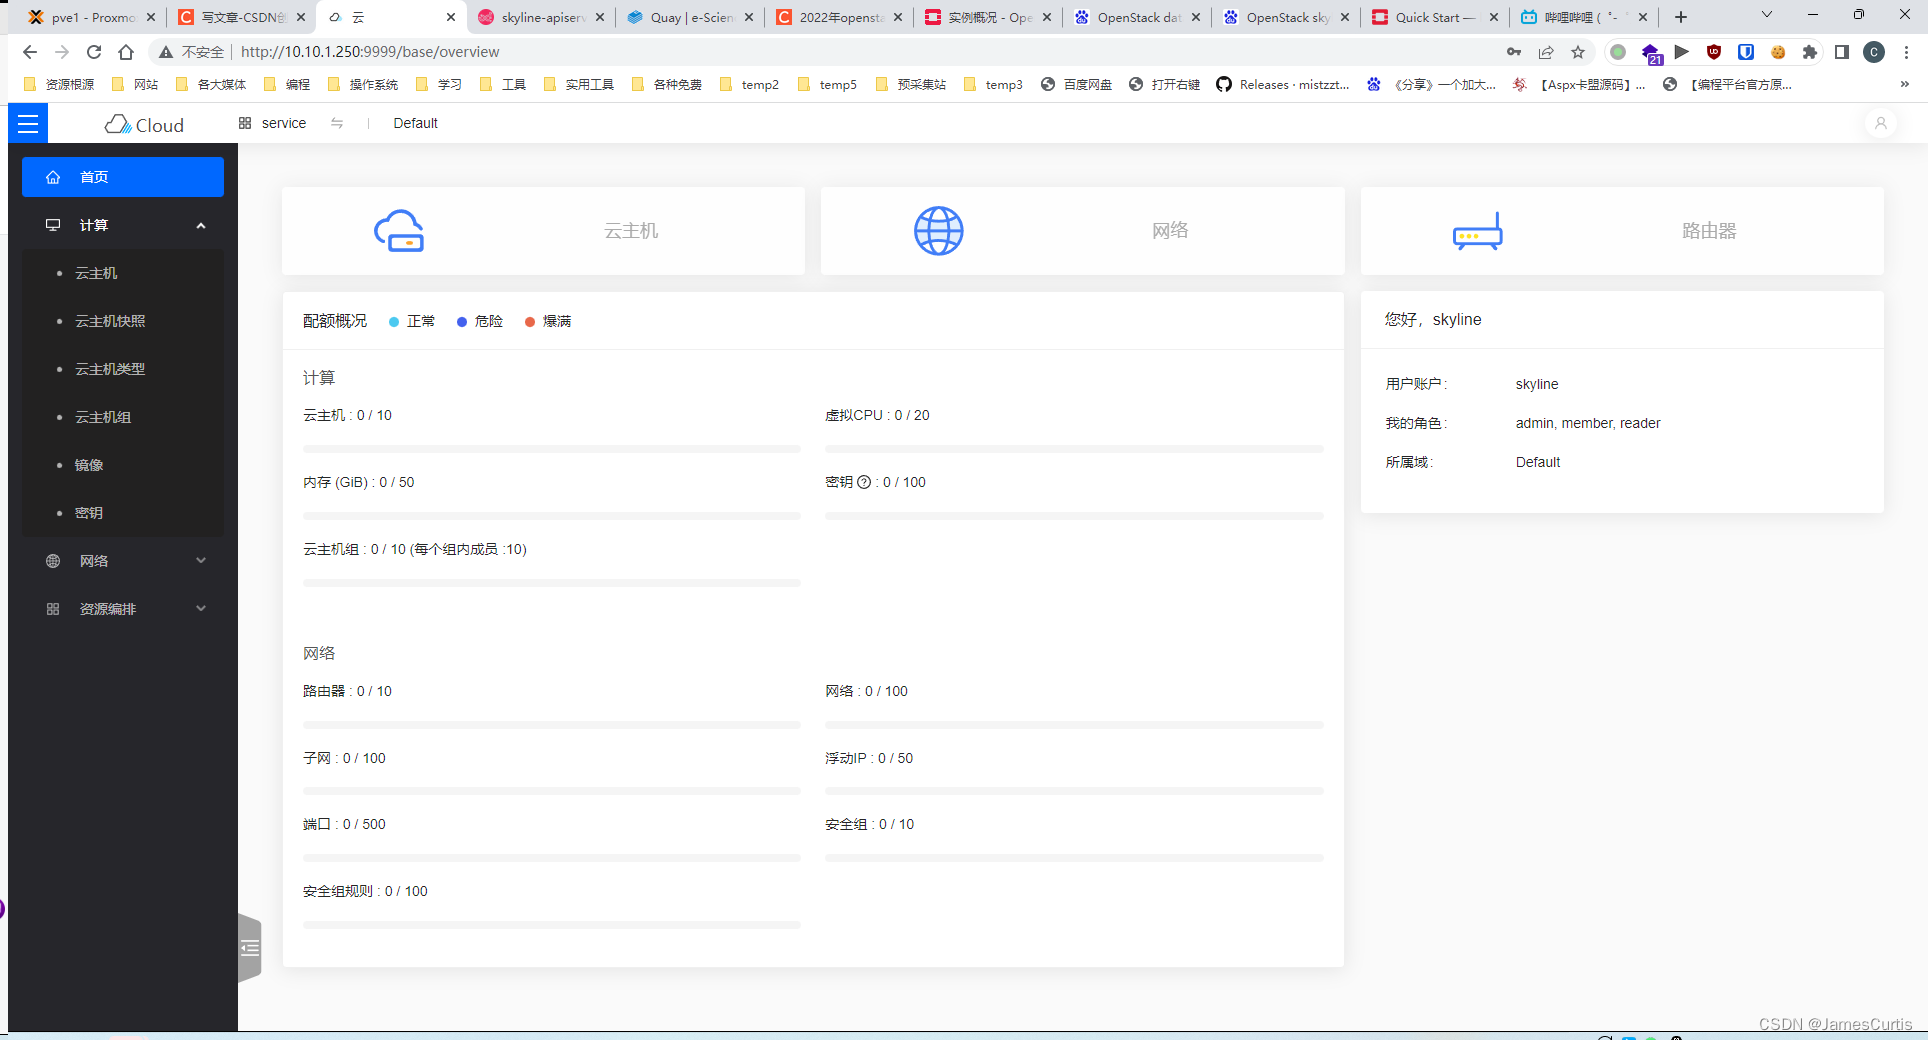 pve1 - Proxmo
写文章-CSDN创
云
skyline-apiserv
Quay | e-Scien
2022年opensta
实例概况 - Ope
OpenStack dat
OpenStack sky
Quick Start —
哔哩哔哩 ( ゜-
不安全 http://10.10.1.250:9999/base/overview
21
C
资源根源
网站
各大媒体
编程
操作系统
学习
工具
实用工具
各种免费
temp2
temp5
预采集站
temp3
百度网盘
打开右键
Releases · mistzzt...
《分享》一个加大...
【Aspx卡盟源码】...
【编程平台官方原...
»
Cloud
service
Default
首页
计算
云主机
云主机快照
云主机类型
云主机组
镜像
密钥
网络
资源编排
云主机
网络
路由器
配额概况 正常 危险 爆满
计算
云主机 : 0 / 10
虚拟CPU : 0 / 20
内存 (GiB) : 0 / 50
密钥 ? : 0 / 100
云主机组 : 0 / 10 (每个组内成员 :10)
网络
路由器 : 0 / 10
网络 : 0 / 100
子网 : 0 / 100
浮动IP : 0 / 50
端口 : 0 / 500
安全组 : 0 / 10
安全组规则 : 0 / 100
您好，skyline
用户账户： skyline
我的角色： admin, member, reader
所属域： Default
CSDN @JamesCurtis